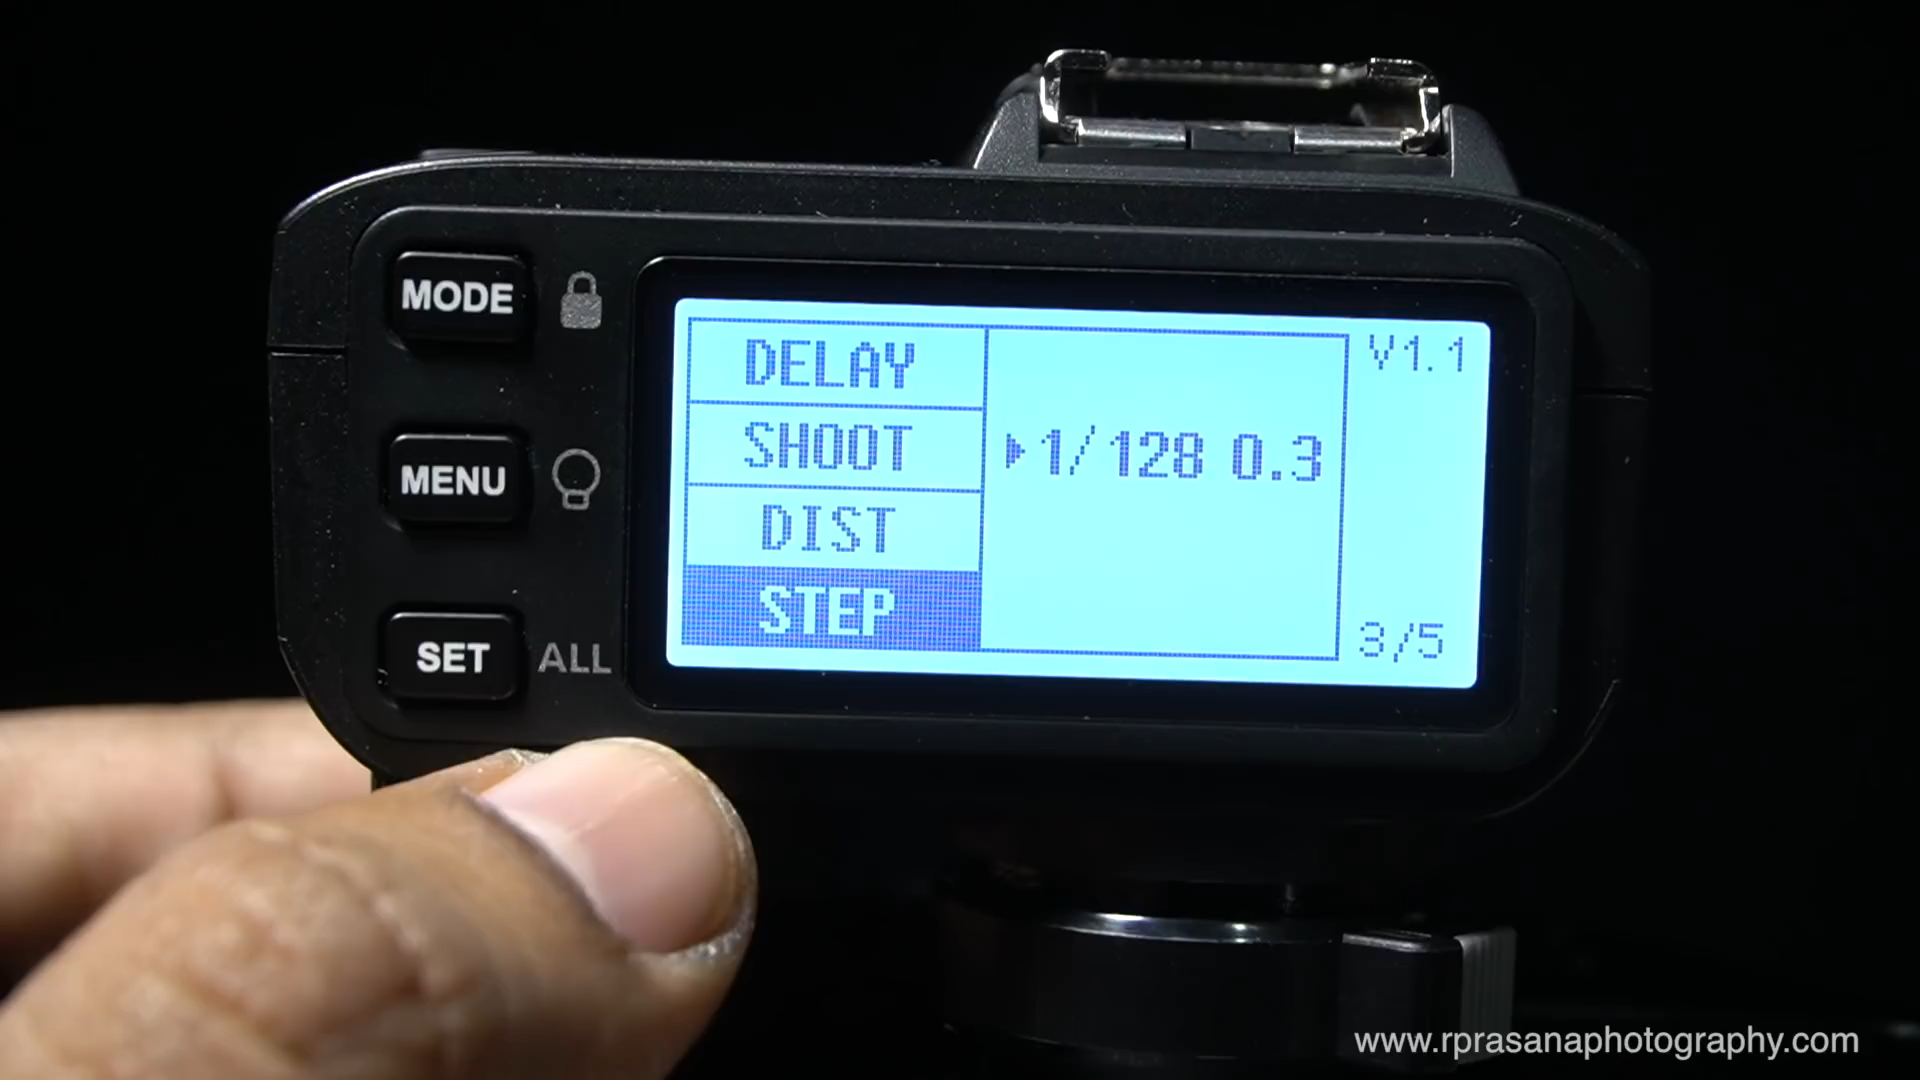 MODE
MENU
SET ALL
DELAY
SHOOT
DIST
STEP
▶1/128 0.3
V1.1
3/5
www.rprasanaphotography.com